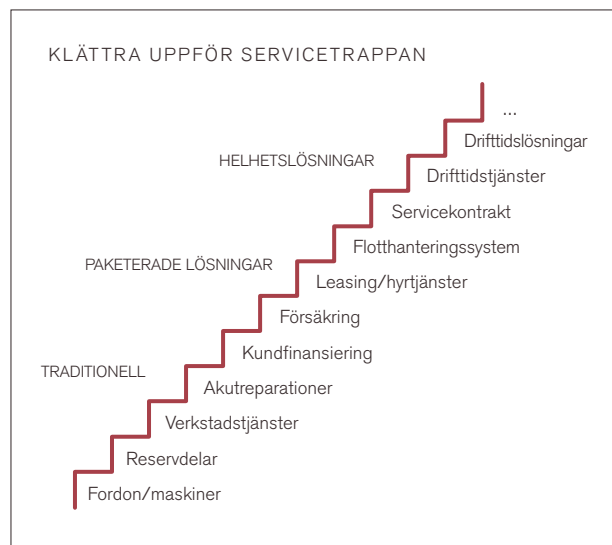 KLÄTTRA UPPFÖR SERVICETRAPPAN
...
Drifttidslösningar
HELHETSLÖSNINGAR
Drifttidstjänster
Servicekontrakt
Flotthanteringssystem
PAKETERADE LÖSNINGAR
Leasing/hyrtjänster
Försäkring
Kundfinansiering
TRADITIONELL
Akutreparationer
Verkstadstjänster
Reservdelar
Fordon/maskiner